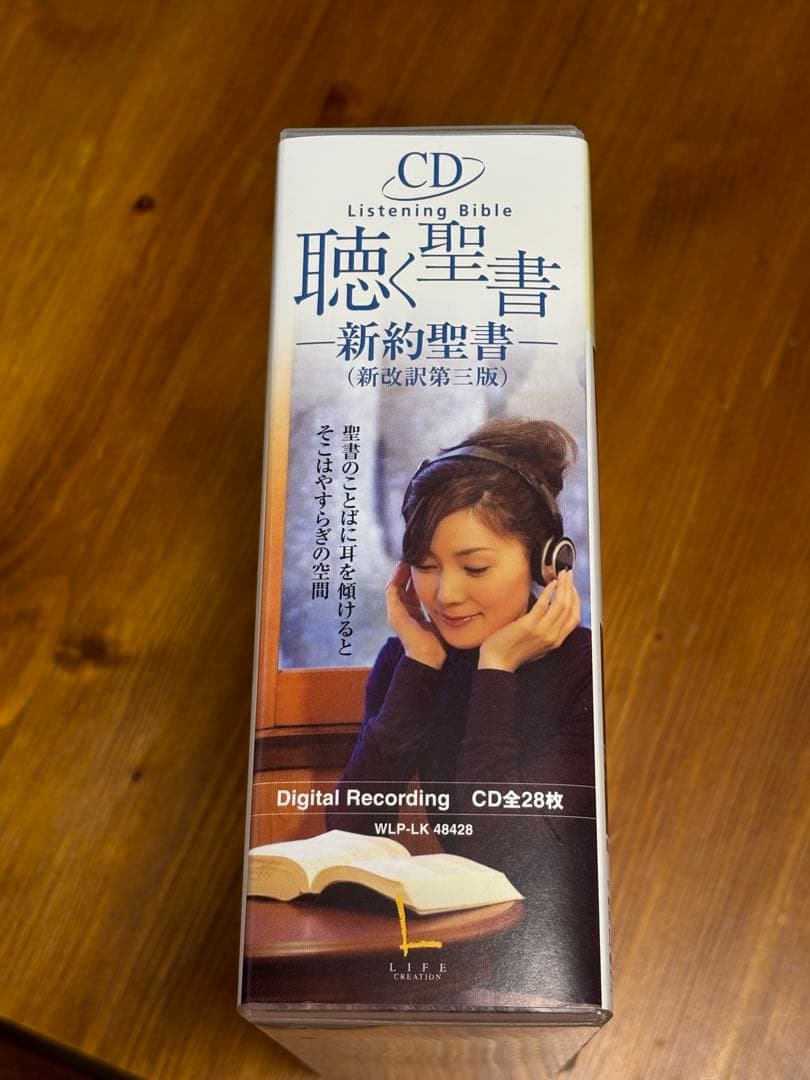 CD
Listening Bible
聴く聖書
―新約聖書―
(新改訳第三版)
聖書のことばに耳を傾けると
そこはやすらぎの空間
Digital Recording CD全28枚
WLP-LK 48428
L
LIFE
CREATION